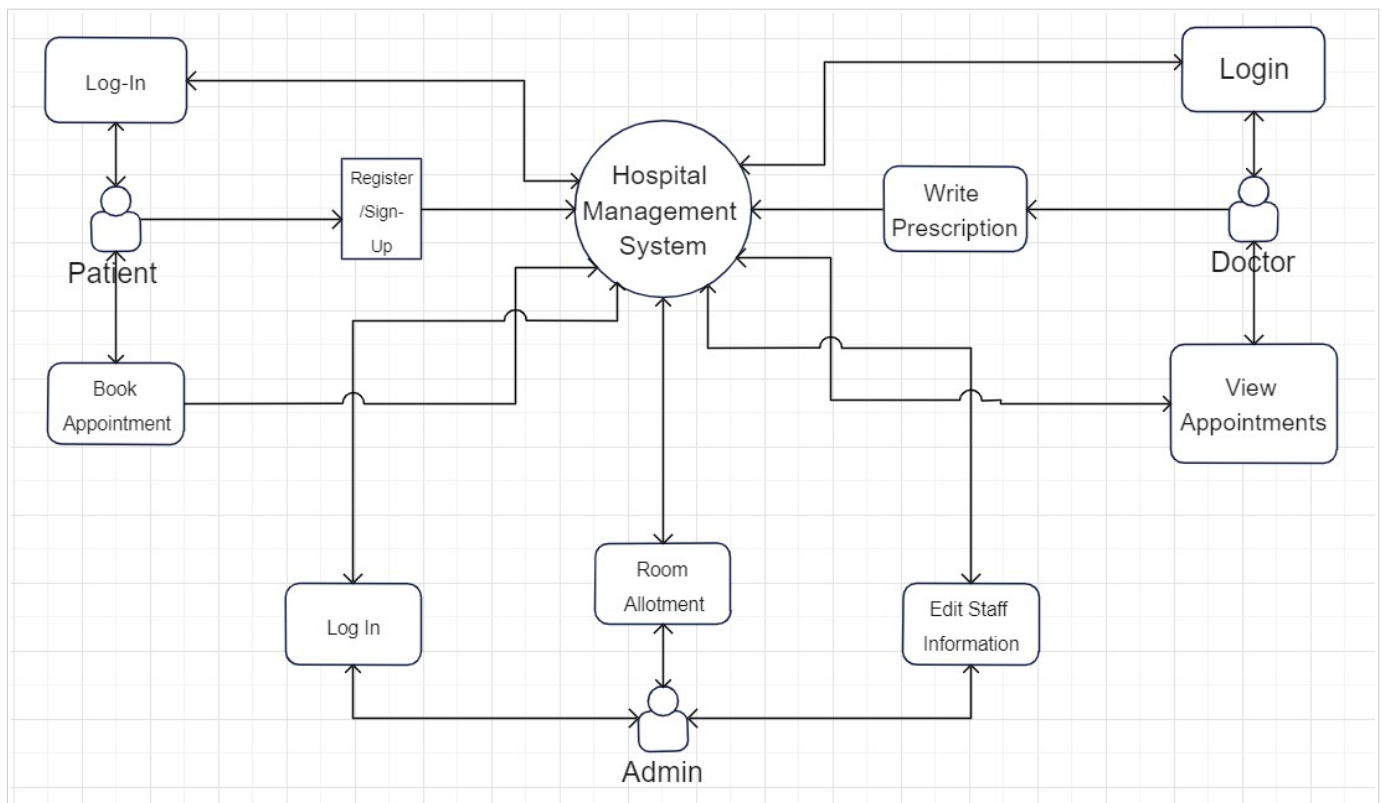 Log-In
Login
Hospital
Management
System
Register
/Sign-
Up
Write
Prescription
Patient
Doctor
Book
Appointment
View
Appointments
Room
Allotment
Log In
Edit Staff
Information
Admin